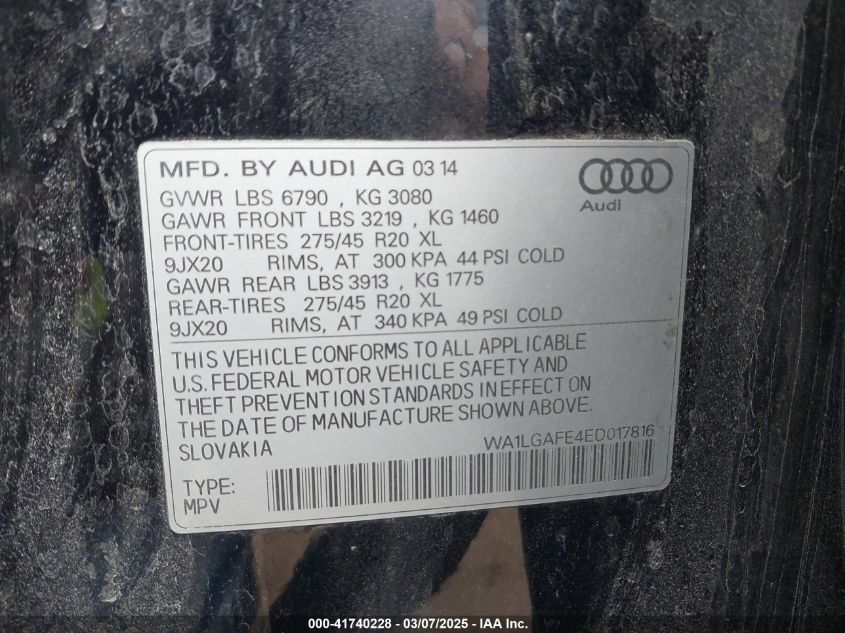 MFD. BY AUDI AG 03 14
GVWR LBS 6790 , KG 3080
GAWR FRONT LBS 3219 , KG 1460
FRONT-TIRES 275/45 R20 XL
9JX20 RIMS, AT 300 KPA 44 PSI COLD
GAWR REAR LBS 3913 , KG 1775
REAR-TIRES 275/45 R20 XL
9JX20 RIMS, AT 340 KPA 49 PSI COLD
Audi
THIS VEHICLE CONFORMS TO ALL APPLICABLE
U.S. FEDERAL MOTOR VEHICLE SAFETY AND
THEFT PREVENTION STANDARDS IN EFFECT ON
THE DATE OF MANUFACTURE SHOWN ABOVE.
SLOVAKIA WA1LGAFE4ED017816
TYPE:
MPV
000-41740228 - 03/07/2025 - IAA Inc.